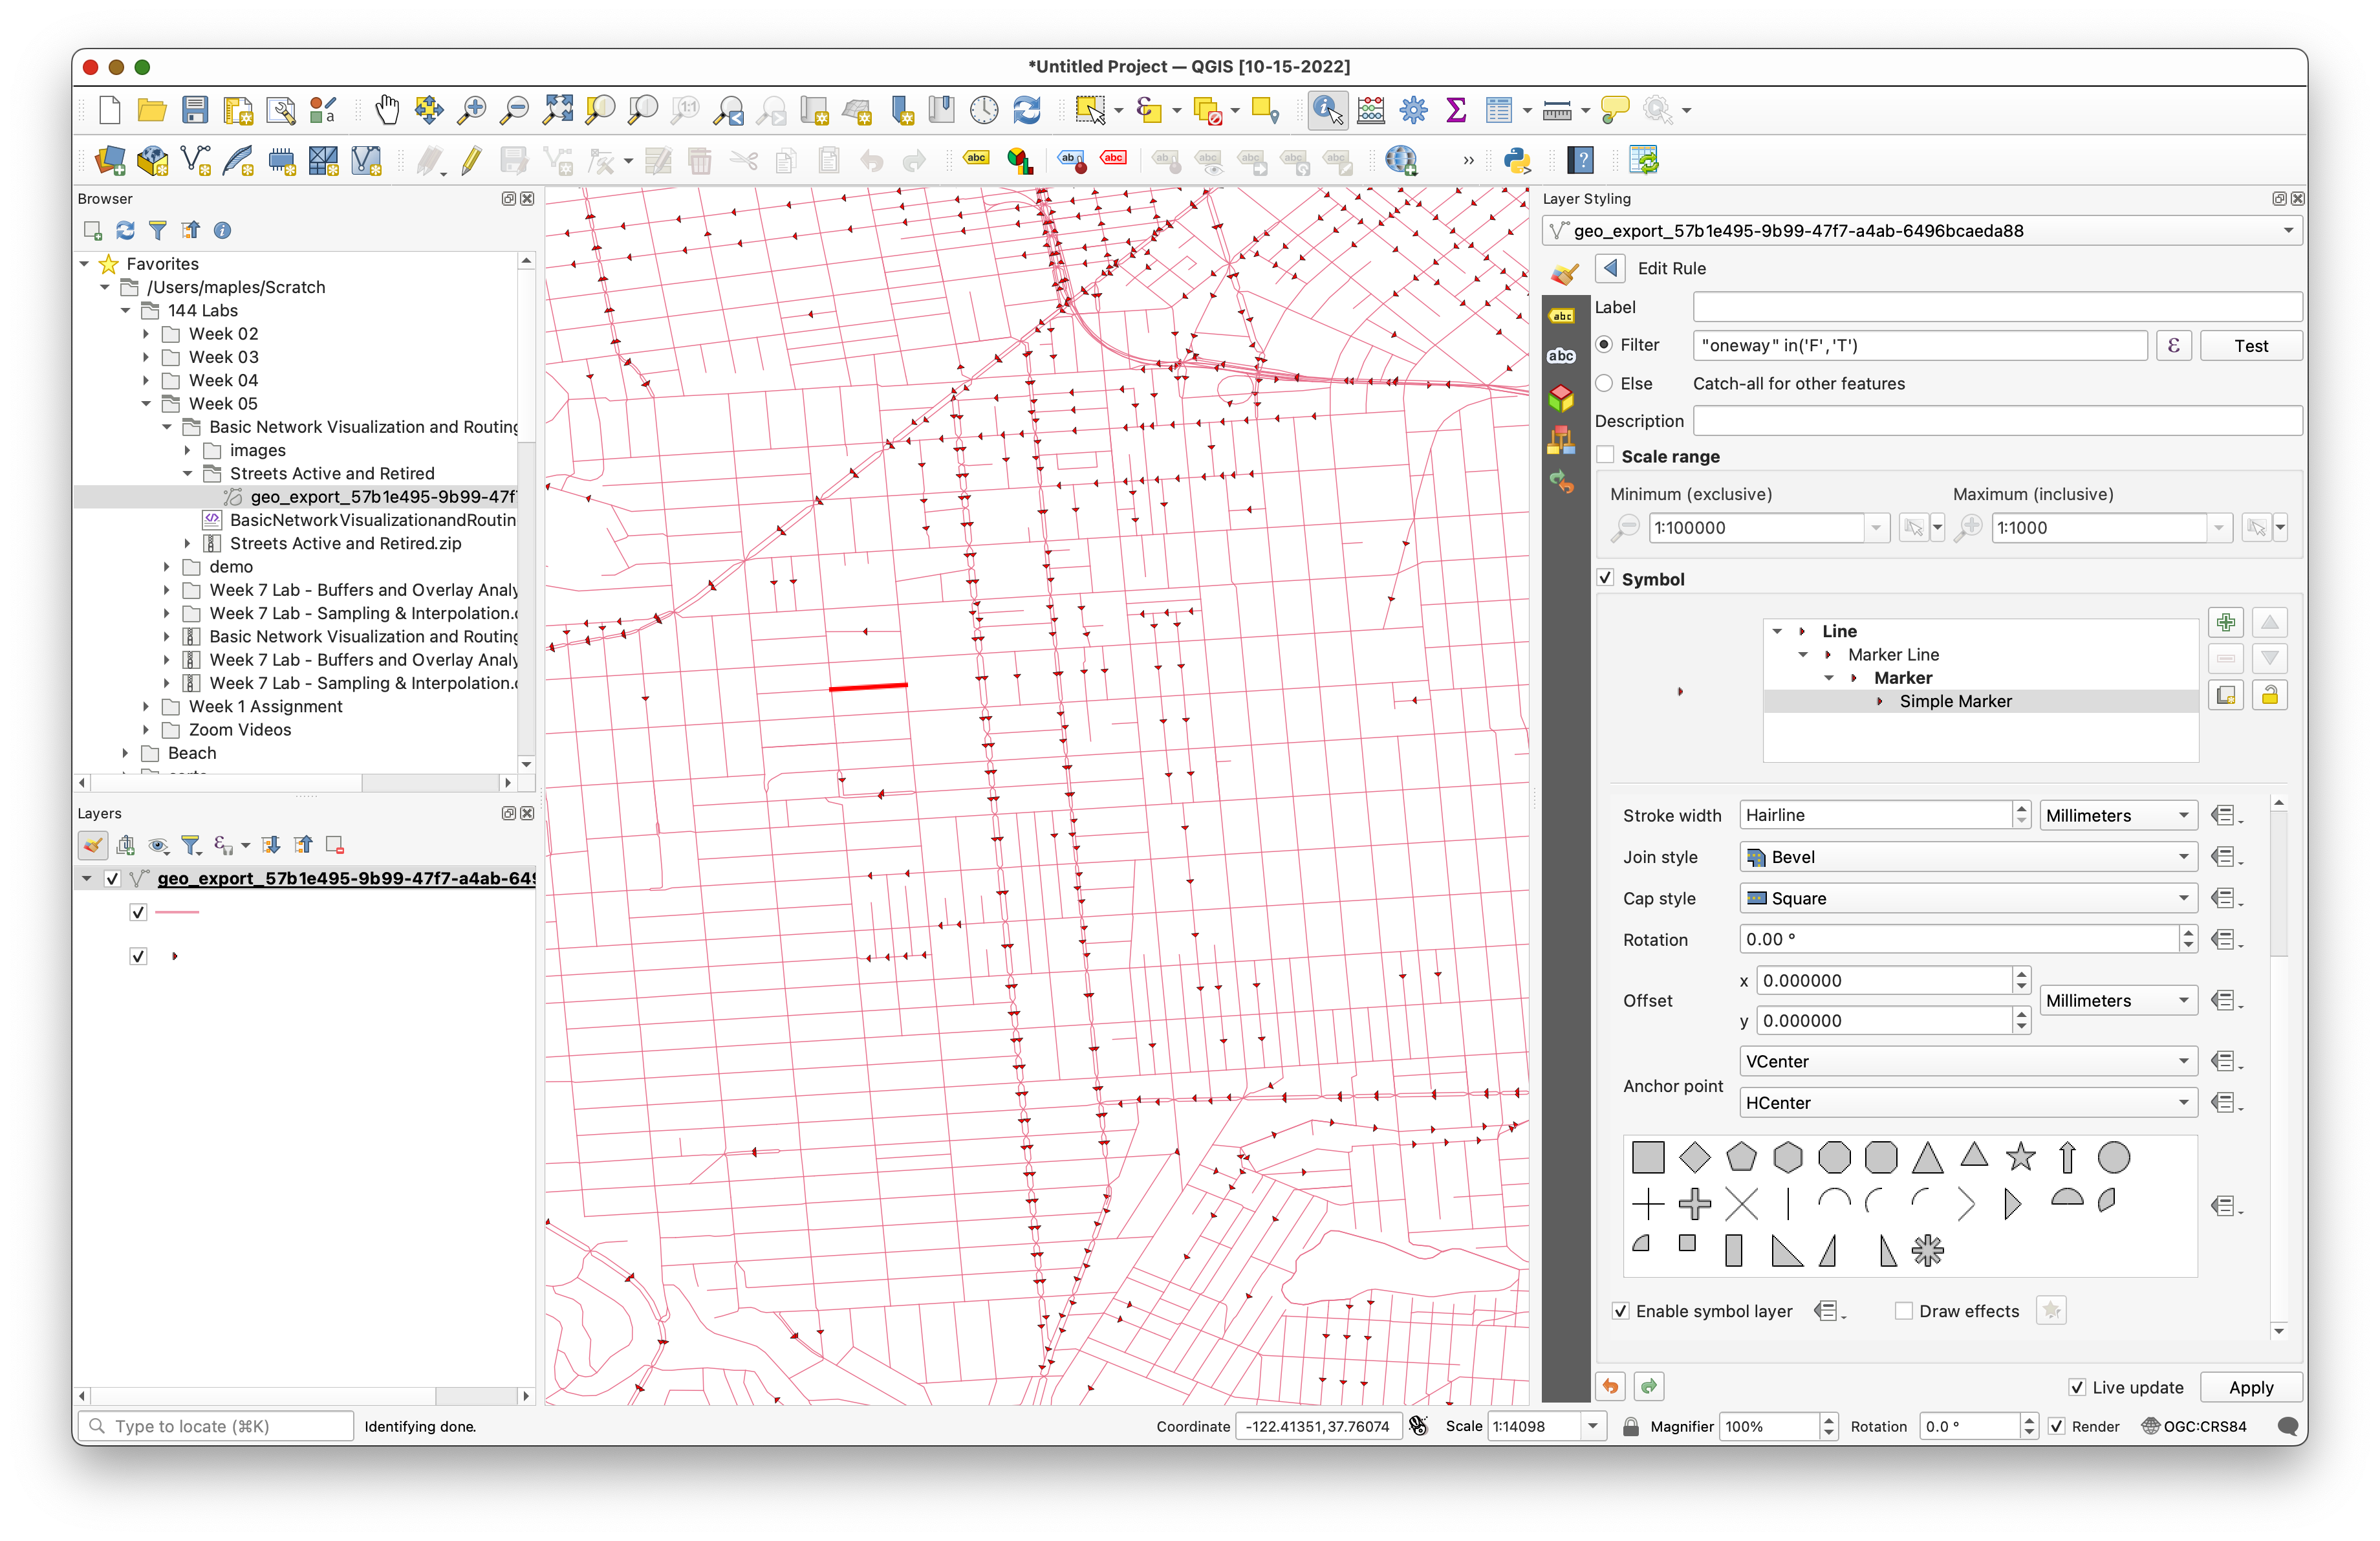 *Untitled Project — QGIS [10-15-2022]
Browser
Favorites
/Users/maples/Scratch
144 Labs
Week 02
Week 03
Week 04
Week 05
Basic Network Visualization and Routing
images
Streets Active and Retired
geo_export_57b1e495-9b99-47f
BasicNetworkVisualizationandRoutin
Streets Active and Retired.zip
demo
Week 7 Lab - Buffers and Overlay Analy
Week 7 Lab - Sampling & Interpolation.
Basic Network Visualization and Routing
Week 7 Lab - Buffers and Overlay Analy
Week 7 Lab - Sampling & Interpolation.
Week 1 Assignment
Zoom Videos
Beach
Layers
geo_export_57b1e495-9b99-47f7-a4ab-649
Type to locate (⌘K)
Identifying done.
Layer Styling
geo_export_57b1e495-9b99-47f7-a4ab-6496bcaeda88
Edit Rule
Label
Filter "oneway" in('F','T') ε Test
Else Catch-all for other features
Description
Scale range
Minimum (exclusive) Maximum (inclusive)
1:100000 1:1000
Symbol
Line
Marker Line
Marker
Simple Marker
Stroke width Hairline Millimeters
Join style Bevel
Cap style Square
Rotation 0.00 °
x 0.000000
Offset Millimeters
y 0.000000
VCenter
Anchor point
HCenter
Enable symbol layer Draw effects
Live update Apply
Coordinate -122.41351,37.76074 Scale 1:14098 Magnifier 100% Rotation 0.0 ° Render OGC:CRS84